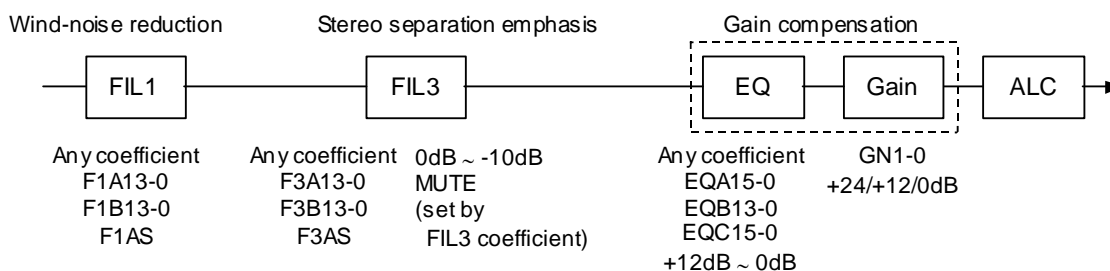 Wind-noise reduction
Stereo separation emphasis
Gain compensation
FIL1
FIL3
EQ
Gain
ALC
Any coefficient
F1A13-0
F1B13-0
F1AS
Any coefficient
F3A13-0
F3B13-0
F3AS
0dB ~ -10dB
MUTE
(set by
FIL3 coefficient)
Any coefficient
EQA15-0
EQB13-0
EQC15-0
+12dB ~ 0dB
GN1-0
+24/+12/0dB